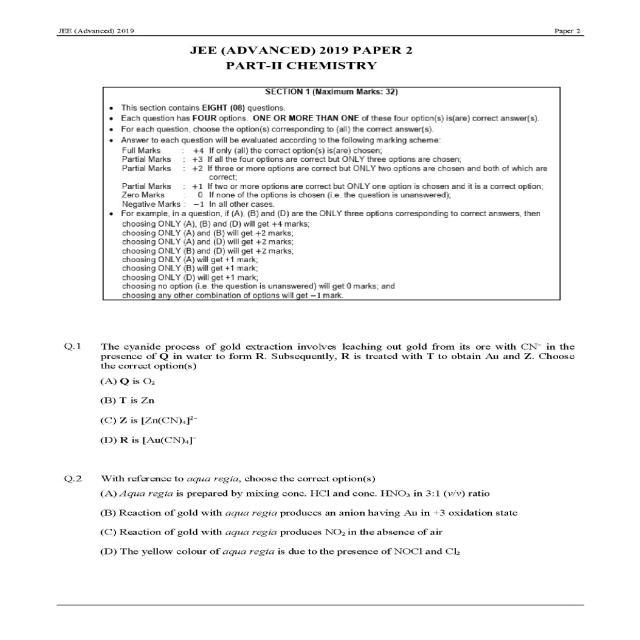 JEE (Advanced) 2019 Paper 2
JEE (ADVANCED) 2019 PAPER 2
PART-II CHEMISTRY
SECTION 1 (Maximum Marks: 32)
• This section contains EIGHT (08) questions.
• Each question has FOUR options. ONE OR MORE THAN ONE of these four option(s) is(are) correct answer(s).
• For each question, choose the option(s) corresponding to (all) the correct answer(s).
• Answer to each question will be evaluated according to the following marking scheme:
Full Marks : +4 If only (all) the correct option(s) is(are) chosen;
Partial Marks : +3 If all the four options are correct but ONLY three options are chosen;
Partial Marks : +2 If three or more options are correct but ONLY two options are chosen and both of which are
correct;
Partial Marks : +1 If two or more options are correct but ONLY one option is chosen and it is a correct option;
Zero Marks : 0 If none of the options is chosen (i.e. the question is unanswered);
Negative Marks : −1 In all other cases.
• For example, in a question, if (A), (B) and (D) are the ONLY three options corresponding to correct answers, then
choosing ONLY (A), (B) and (D) will get +4 marks;
choosing ONLY (A) and (B) will get +2 marks;
choosing ONLY (A) and (D) will get +2 marks;
choosing ONLY (B) and (D) will get +2 marks;
choosing ONLY (A) will get +1 mark;
choosing ONLY (B) will get +1 mark;
choosing ONLY (D) will get +1 mark;
choosing no option (i.e. the question is unanswered) will get 0 marks; and
choosing any other combination of options will get −1 mark.
Q.1 The cyanide process of gold extraction involves leaching out gold from its ore with CN⁻ in the
presence of Q in water to form R. Subsequently, R is treated with T to obtain Au and Z. Choose
the correct option(s)
(A) Q is O₂
(B) T is Zn
(C) Z is [Zn(CN)₄]²⁻
(D) R is [Au(CN)₄]⁻
Q.2 With reference to aqua regia, choose the correct option(s)
(A) Aqua regia is prepared by mixing conc. HCl and conc. HNO₃ in 3:1 (v/v) ratio
(B) Reaction of gold with aqua regia produces an anion having Au in +3 oxidation state
(C) Reaction of gold with aqua regia produces NO₂ in the absence of air
(D) The yellow colour of aqua regia is due to the presence of NOCl and Cl₂